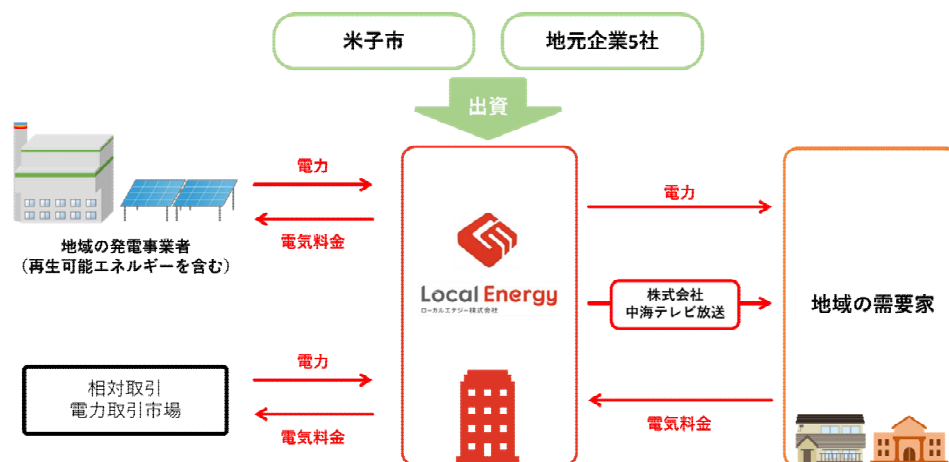 米子市
地元企業5社
出資
電力
電気料金
地域の発電事業者
（再生可能エネルギーを含む）
電力
電気料金
相対取引
電力取引市場
Local Energy
ローカルエナジー株式会社
電力
株式会社
中海テレビ放送
電気料金
地域の需要家